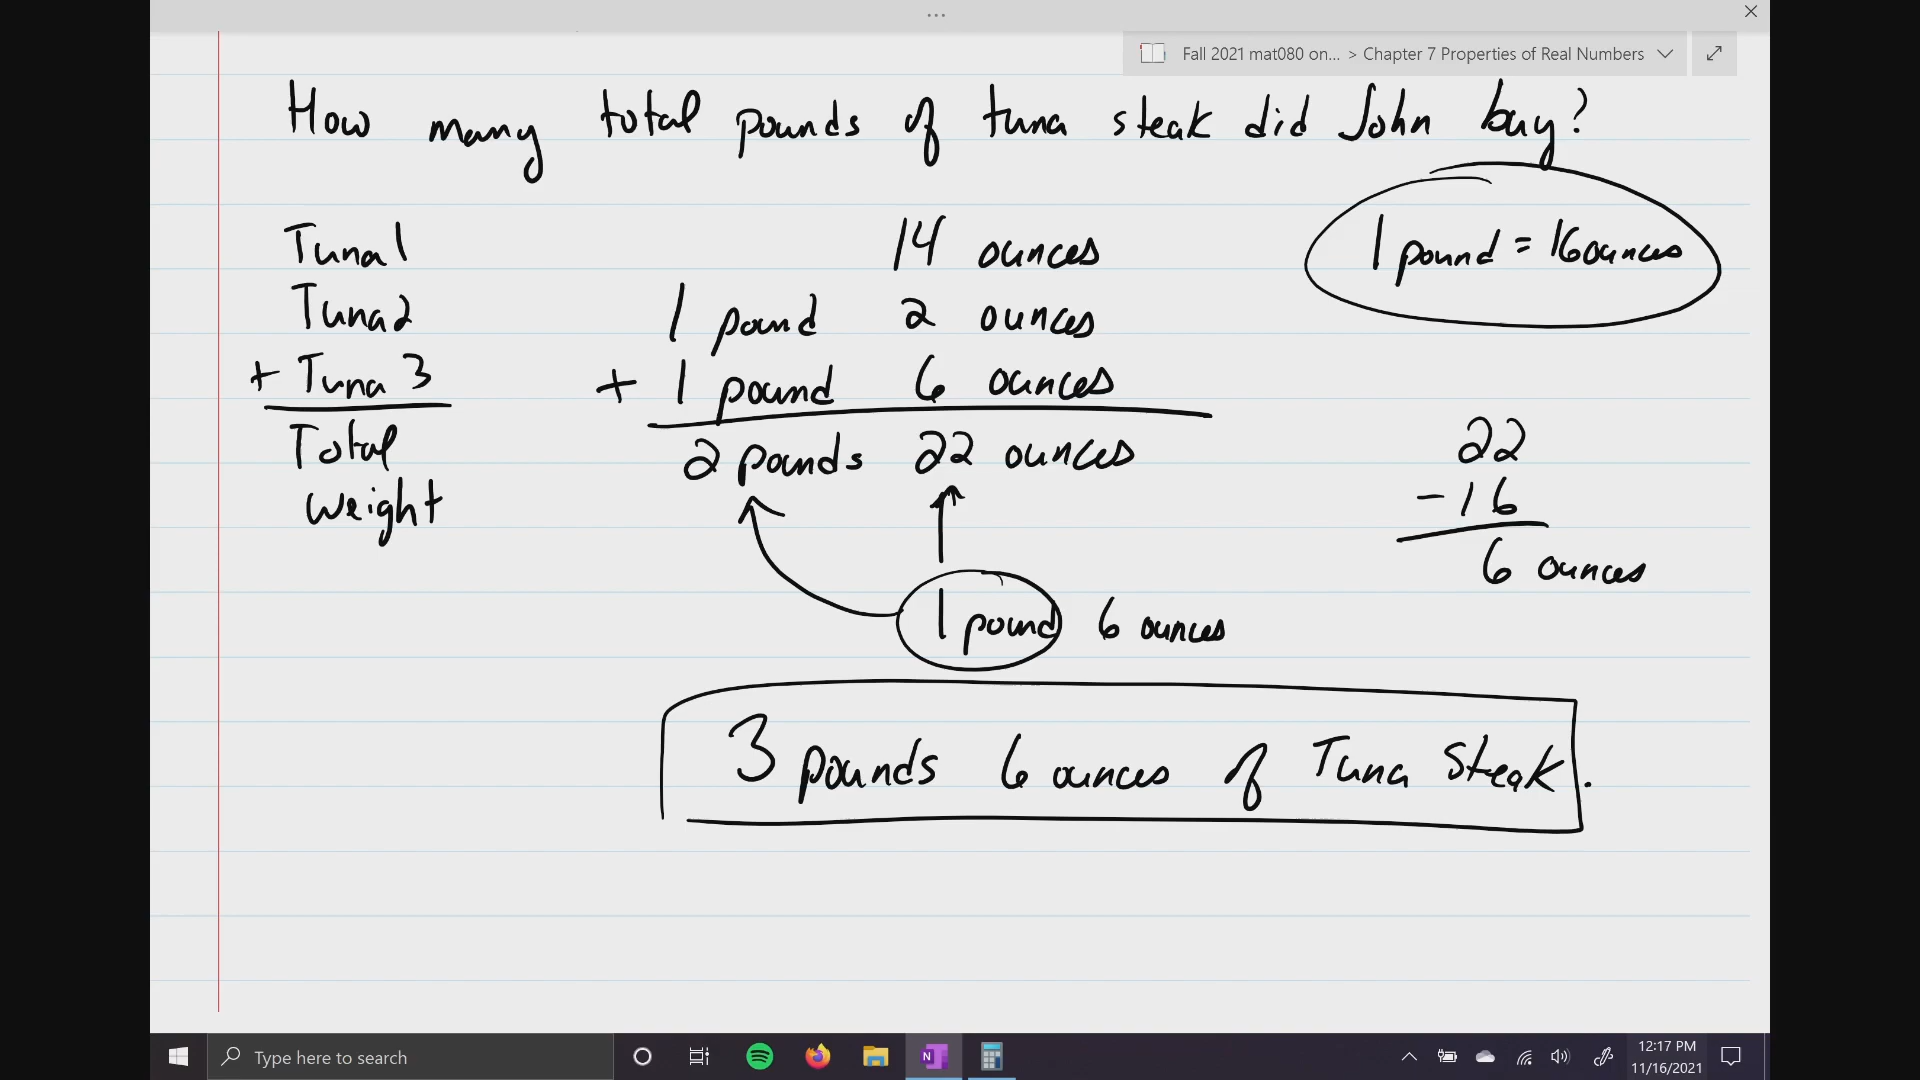 ...
Fall 2021 mat080 on... > Chapter 7 Properties of Real Numbers
How many total pounds of tuna steak did John buy?
1 pound = 16 ounces
Tuna 1 14 ounces
Tuna 2 1 pound 2 ounces
+ Tuna 3 + 1 pound 6 ounces
Total 2 pounds 22 ounces
weight
22
- 16
6 ounces
1 pound 6 ounces
3 pounds 6 ounces of Tuna Steak.
Type here to search
N
12:17 PM
11/16/2021